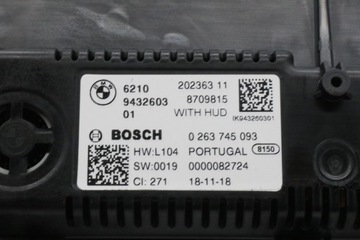 BMW
6210
9432603
01
202363 11
8709815
WITH HUD
IK943260301
BOSCH
0 263 745 093
HW:L104
PORTUGAL
8150
SW:0019
0000082724
CI: 271
18-11-18